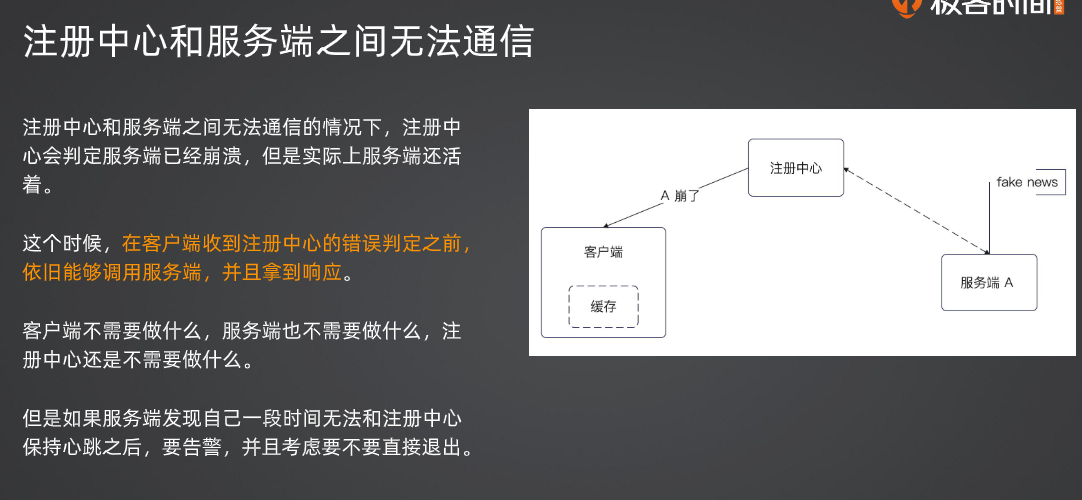 极客时间
注册中心和服务端之间无法通信
注册中心和服务端之间无法通信的情况下，注册中
心会判定服务端已经崩溃，但是实际上服务端还活
着。
这个时候，在客户端收到注册中心的错误判定之前，
依旧能够调用服务端，并且拿到响应。
客户端不需要做什么，服务端也不需要做什么，注
册中心还是不需要做什么。
但是如果服务端发现自己一段时间无法和注册中心
保持心跳之后，要告警，并且考虑要不要直接退出。
注册中心
A 崩了
fake news
客户端
缓存
服务端 A